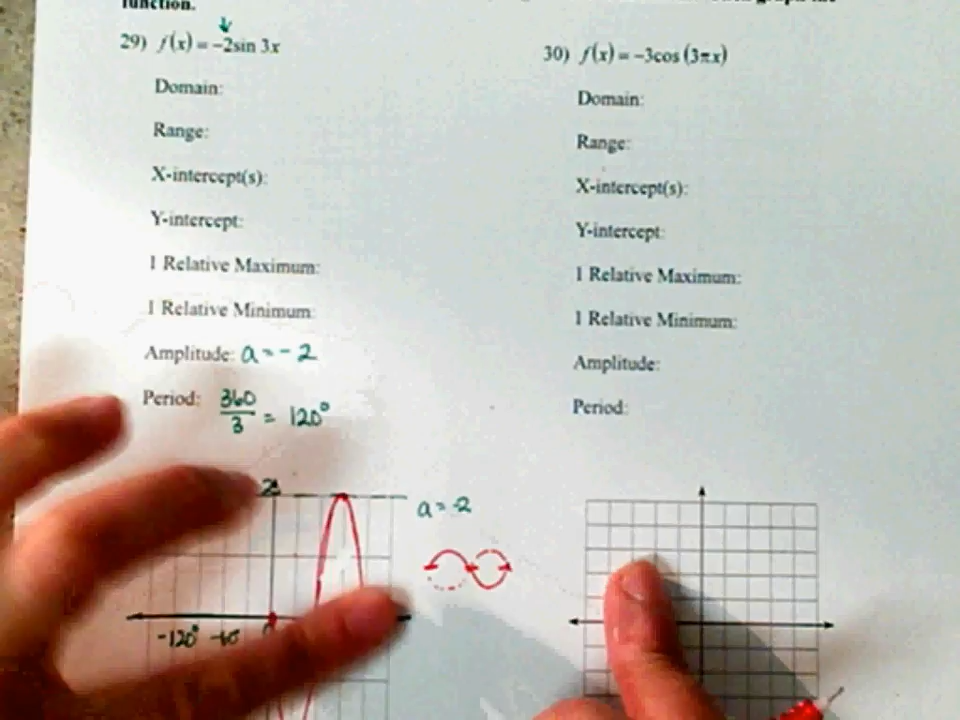 function.
29) f(x) = -2sin 3x
Domain:
Range:
X-intercept(s):
Y-intercept:
1 Relative Maximum:
1 Relative Minimum:
Amplitude: a = -2
Period: 360/3 = 120°
30) f(x) = -3cos (3πx)
Domain:
Range:
X-intercept(s):
Y-intercept:
1 Relative Maximum:
1 Relative Minimum:
Amplitude:
Period:
2
a = -2
-120°